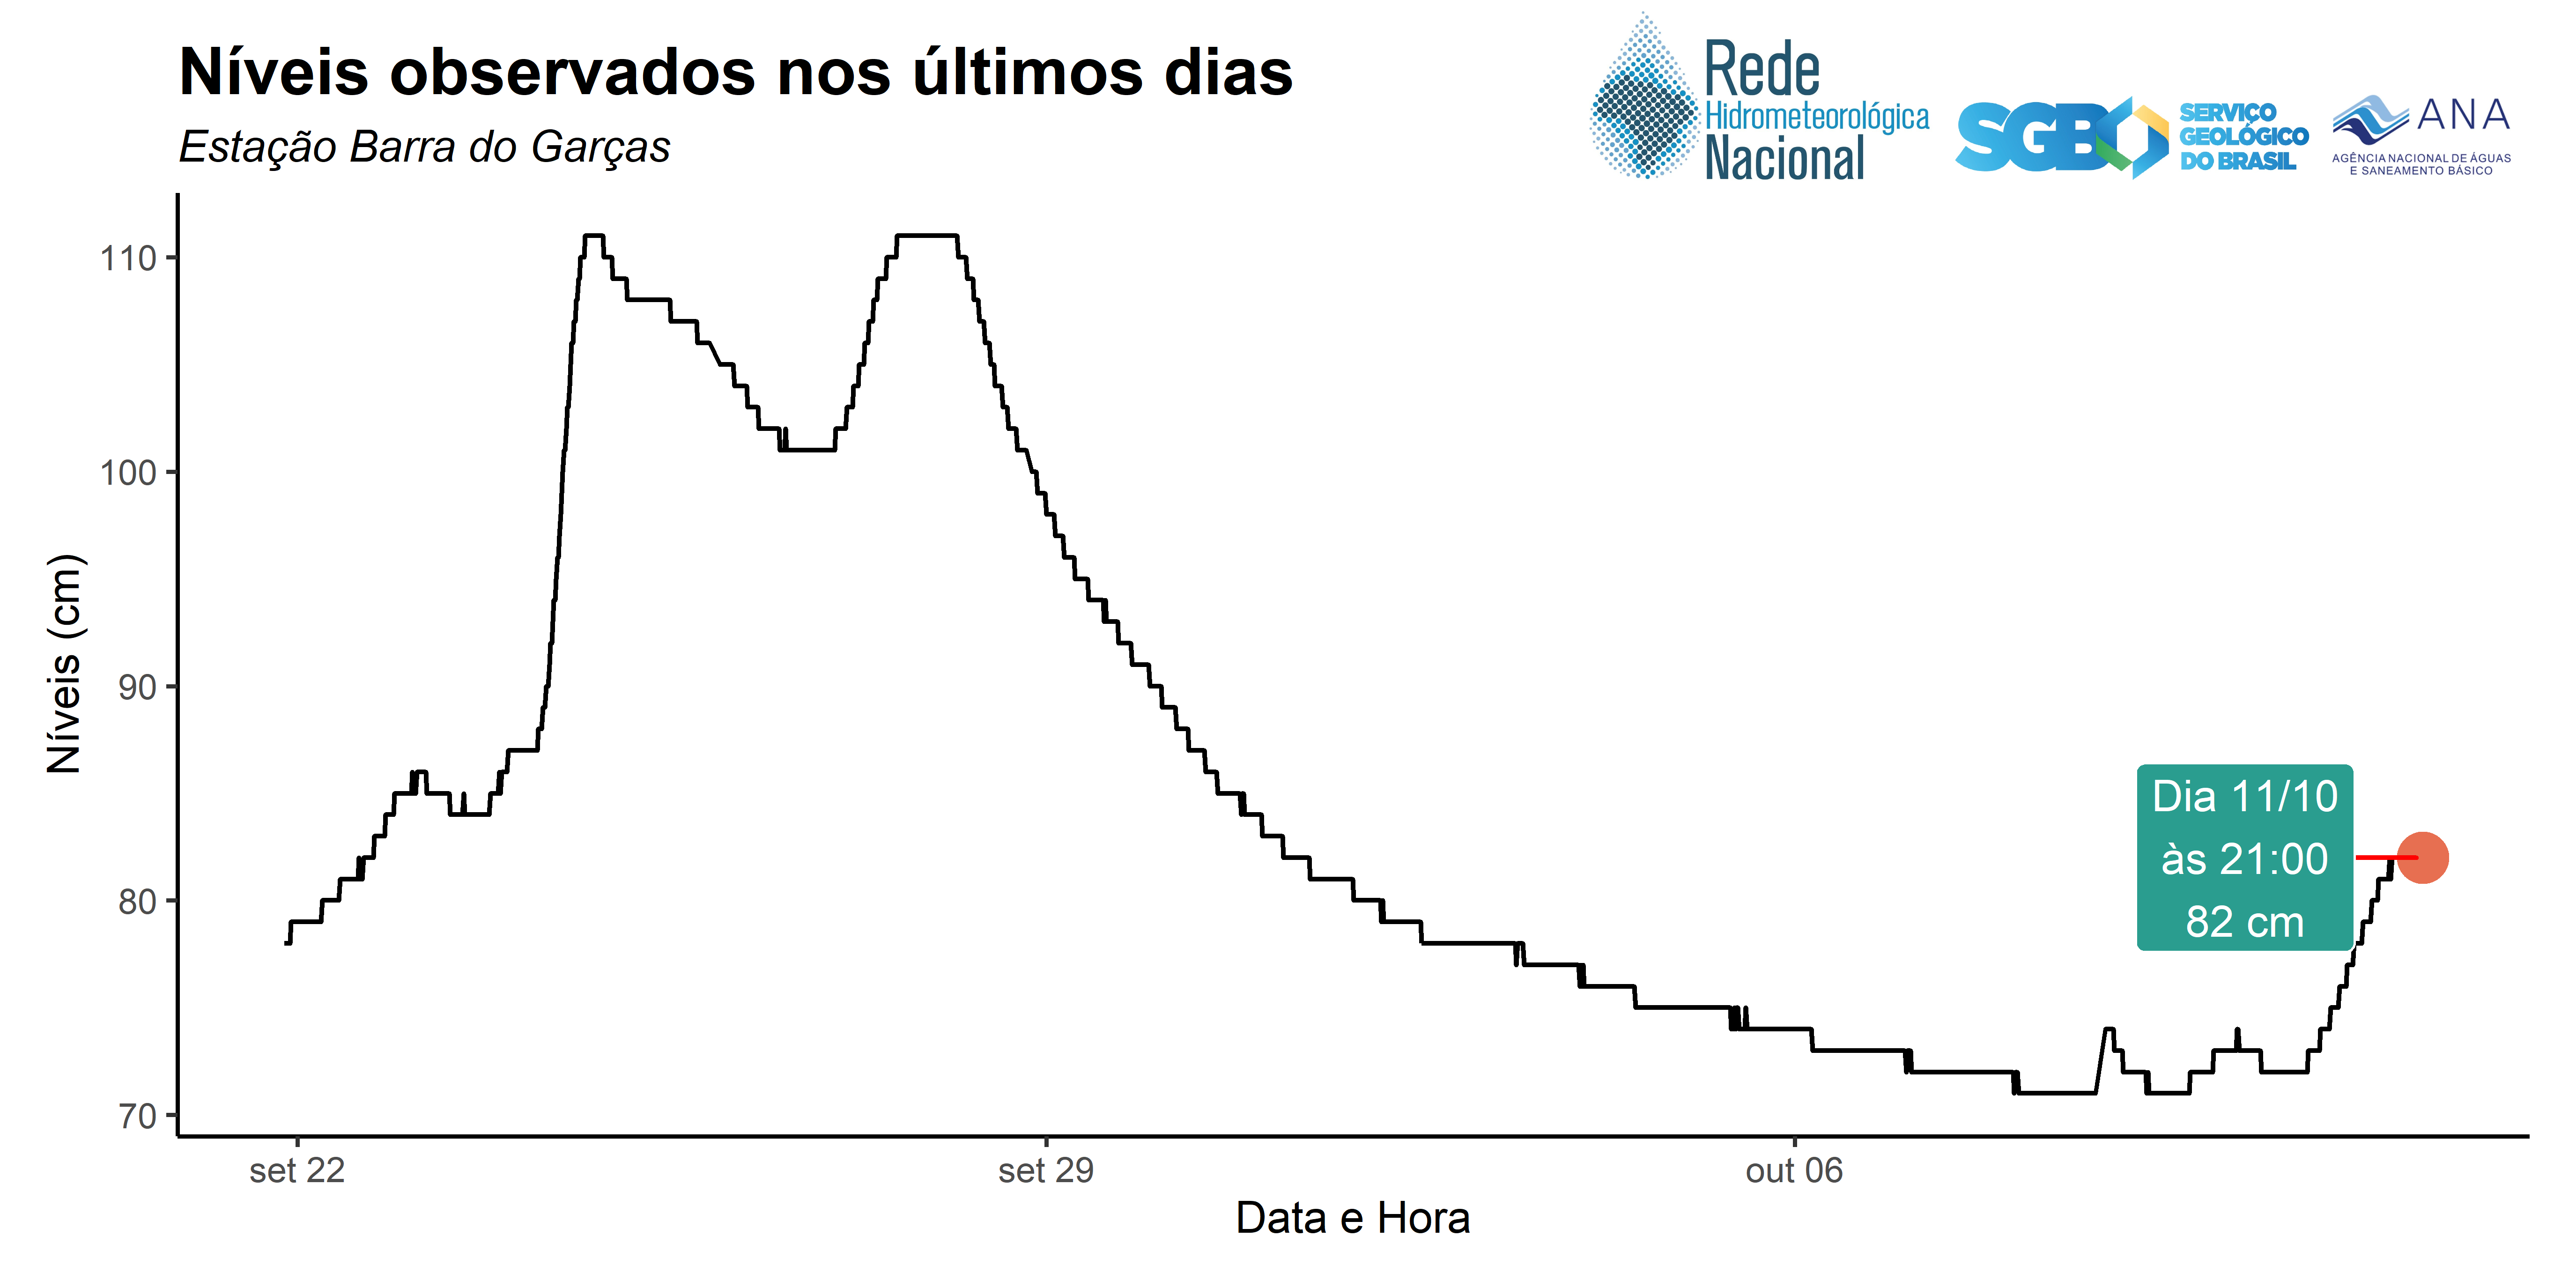 Níveis observados nos últimos dias
Estação Barra do Garças
Rede
Hidrometeorológica
Nacional
SGB
SERVIÇO
GEOLÓGICO
DO BRASIL
ANA
AGÊNCIA NACIONAL DE ÁGUAS
E SANEAMENTO BÁSICO
Níveis (cm)
110
100
90
80
70
Dia 11/10
às 21:00
82 cm
set 22
set 29
out 06
Data e Hora